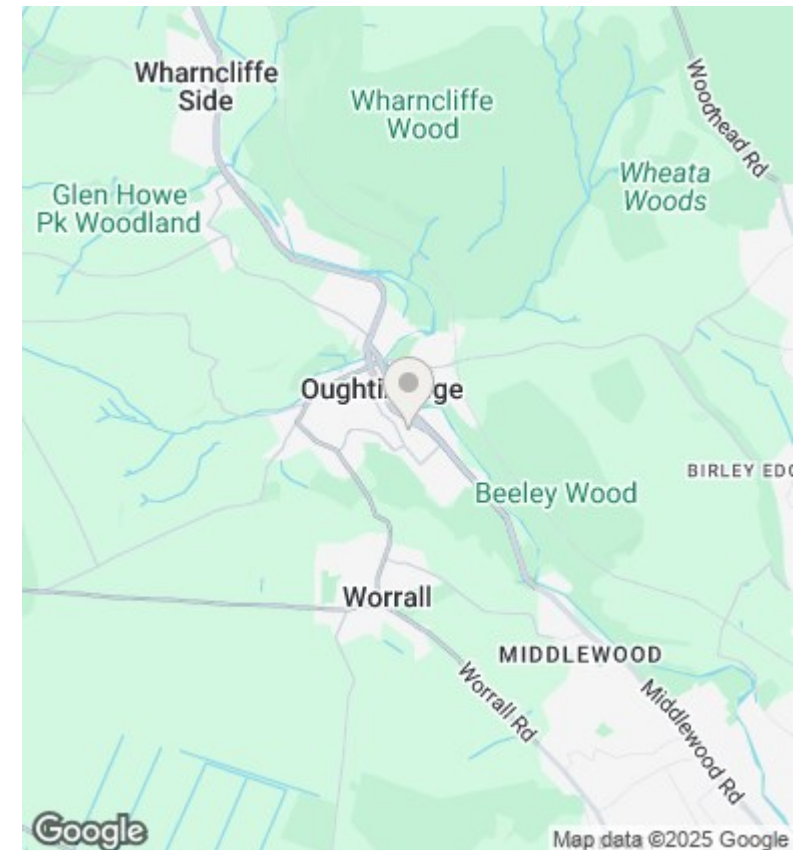 Wharncliffe
Side
Wharncliffe
Wood
Woodhead Rd
Wheata
Woods
Glen Howe
Pk Woodland
BIRLEY
Beeley Wood
Worrall
MIDDLEWOOD
Worrall Rd
Middlewood Rd
Google
Map data ©2025 Google